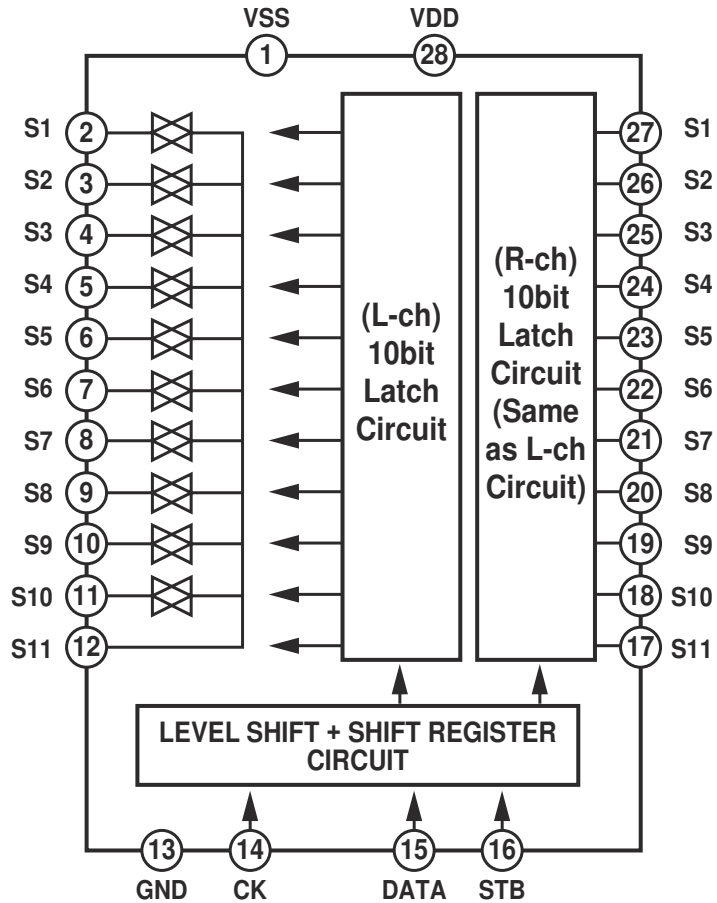 VSS VDD
1 28
S1 2 27 S1
S2 3 26 S2
S3 4 25 S3
S4 5 24 S4
S5 6 23 S5
S6 7 22 S6
S7 8 21 S7
S8 9 20 S8
S9 10 19 S9
S10 11 18 S10
S11 12 17 S11
(L-ch)
10bit
Latch
Circuit
(R-ch)
10bit
Latch
Circuit
(Same
as L-ch
Circuit)
LEVEL SHIFT + SHIFT REGISTER
CIRCUIT
13 14 15 16
GND CK DATA STB